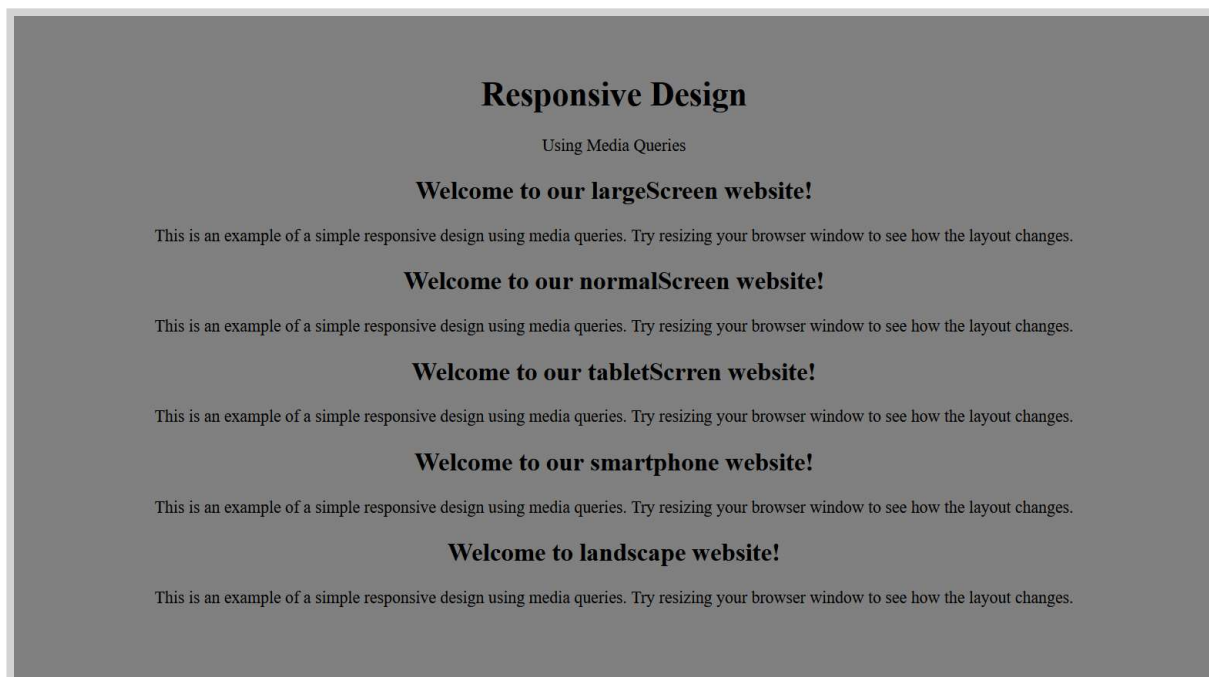 Responsive Design
Using Media Queries
Welcome to our largeScreen website!
This is an example of a simple responsive design using media queries. Try resizing your browser window to see how the layout changes.
Welcome to our normalScreen website!
This is an example of a simple responsive design using media queries. Try resizing your browser window to see how the layout changes.
Welcome to our tabletScrren website!
This is an example of a simple responsive design using media queries. Try resizing your browser window to see how the layout changes.
Welcome to our smartphone website!
This is an example of a simple responsive design using media queries. Try resizing your browser window to see how the layout changes.
Welcome to landscape website!
This is an example of a simple responsive design using media queries. Try resizing your browser window to see how the layout changes.